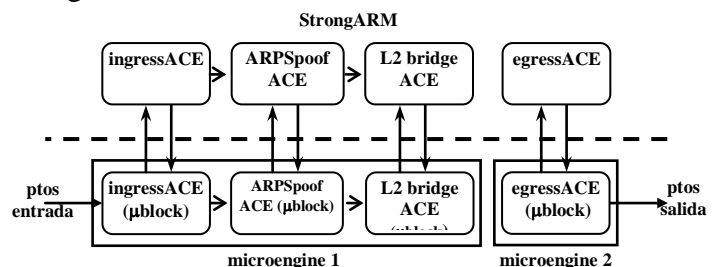 StrongARM
ingressACE
ARPSpoof
ACE
L2 bridge
ACE
egressACE
ptos
entrada
ingressACE
(μblock)
ARPSpoof
ACE (μblock)
L2 bridge
ACE
(μblock)
egressACE
(μblock)
ptos
salida
microengine 1
microengine 2